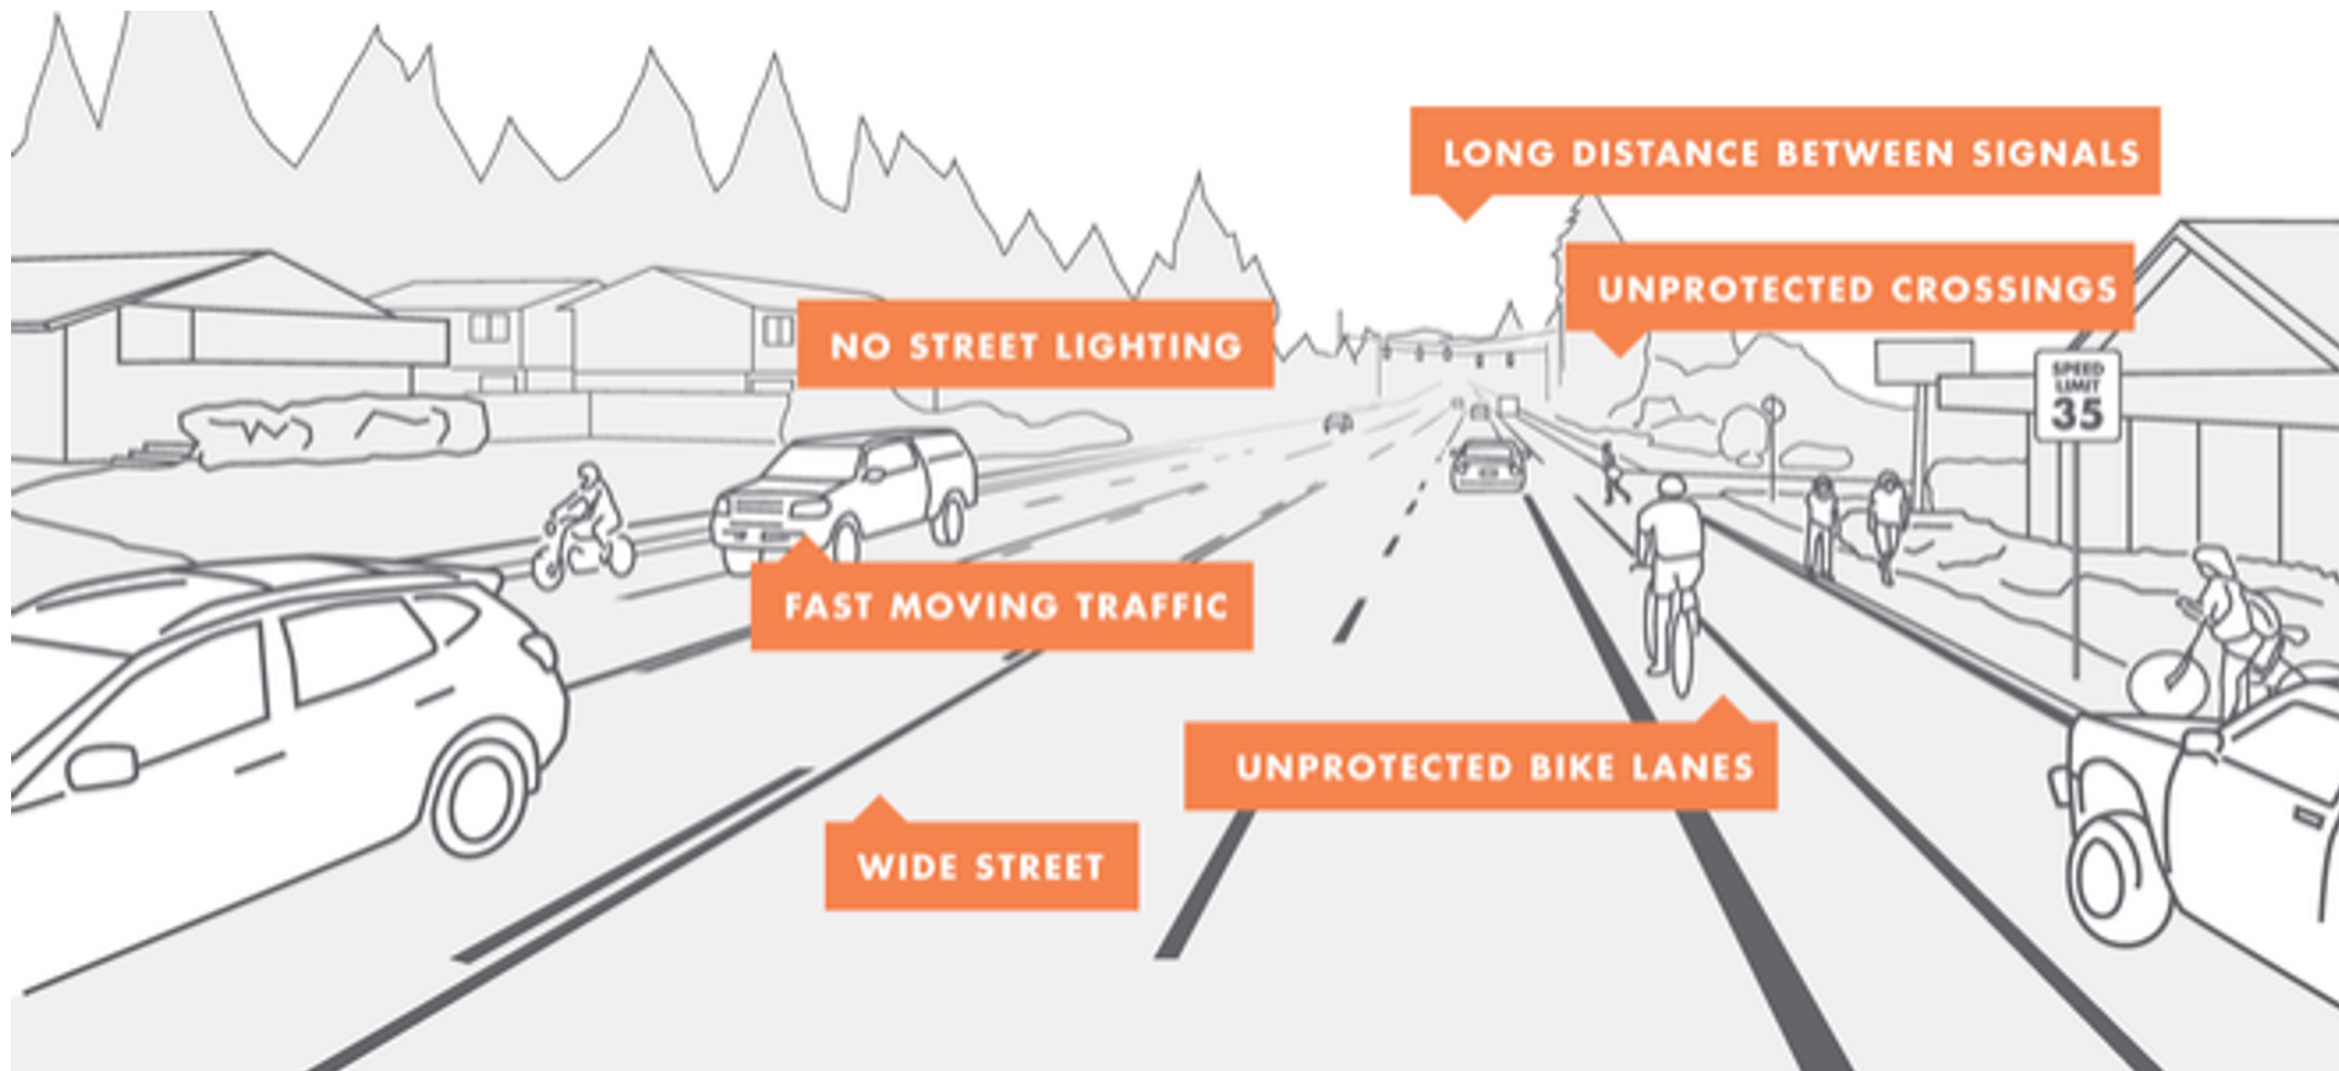 LONG DISTANCE BETWEEN SIGNALS
UNPROTECTED CROSSINGS
NO STREET LIGHTING
SPEED
LIMIT
35
FAST MOVING TRAFFIC
UNPROTECTED BIKE LANES
WIDE STREET